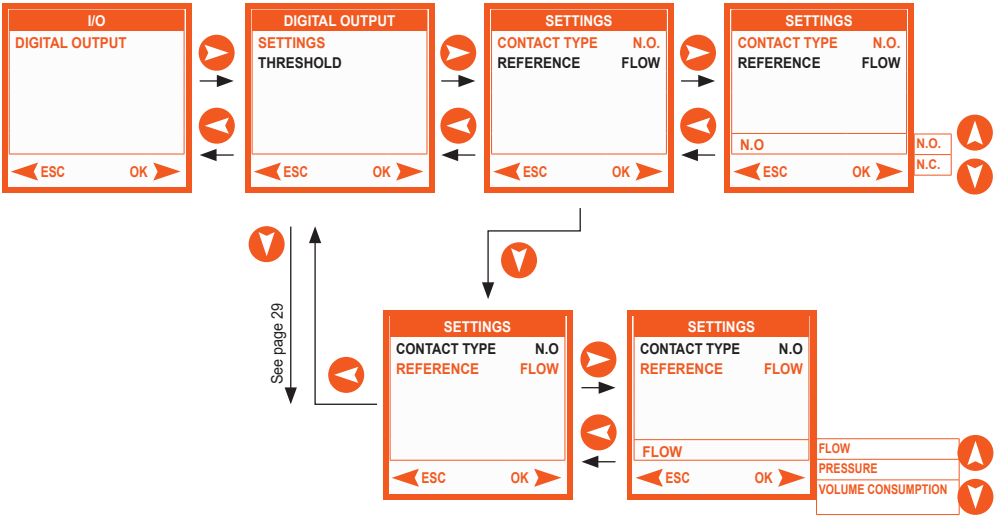 I/O
DIGITAL OUTPUT
ESC OK
DIGITAL OUTPUT
SETTINGS
THRESHOLD
ESC OK
SETTINGS
CONTACT TYPE N.O.
REFERENCE FLOW
ESC OK
SETTINGS
CONTACT TYPE N.O.
REFERENCE FLOW
N.O
ESC OK
N.O.
N.C.
See page 29
SETTINGS
CONTACT TYPE N.O
REFERENCE FLOW
ESC OK
SETTINGS
CONTACT TYPE N.O
REFERENCE FLOW
FLOW
ESC OK
FLOW
PRESSURE
VOLUME CONSUMPTION